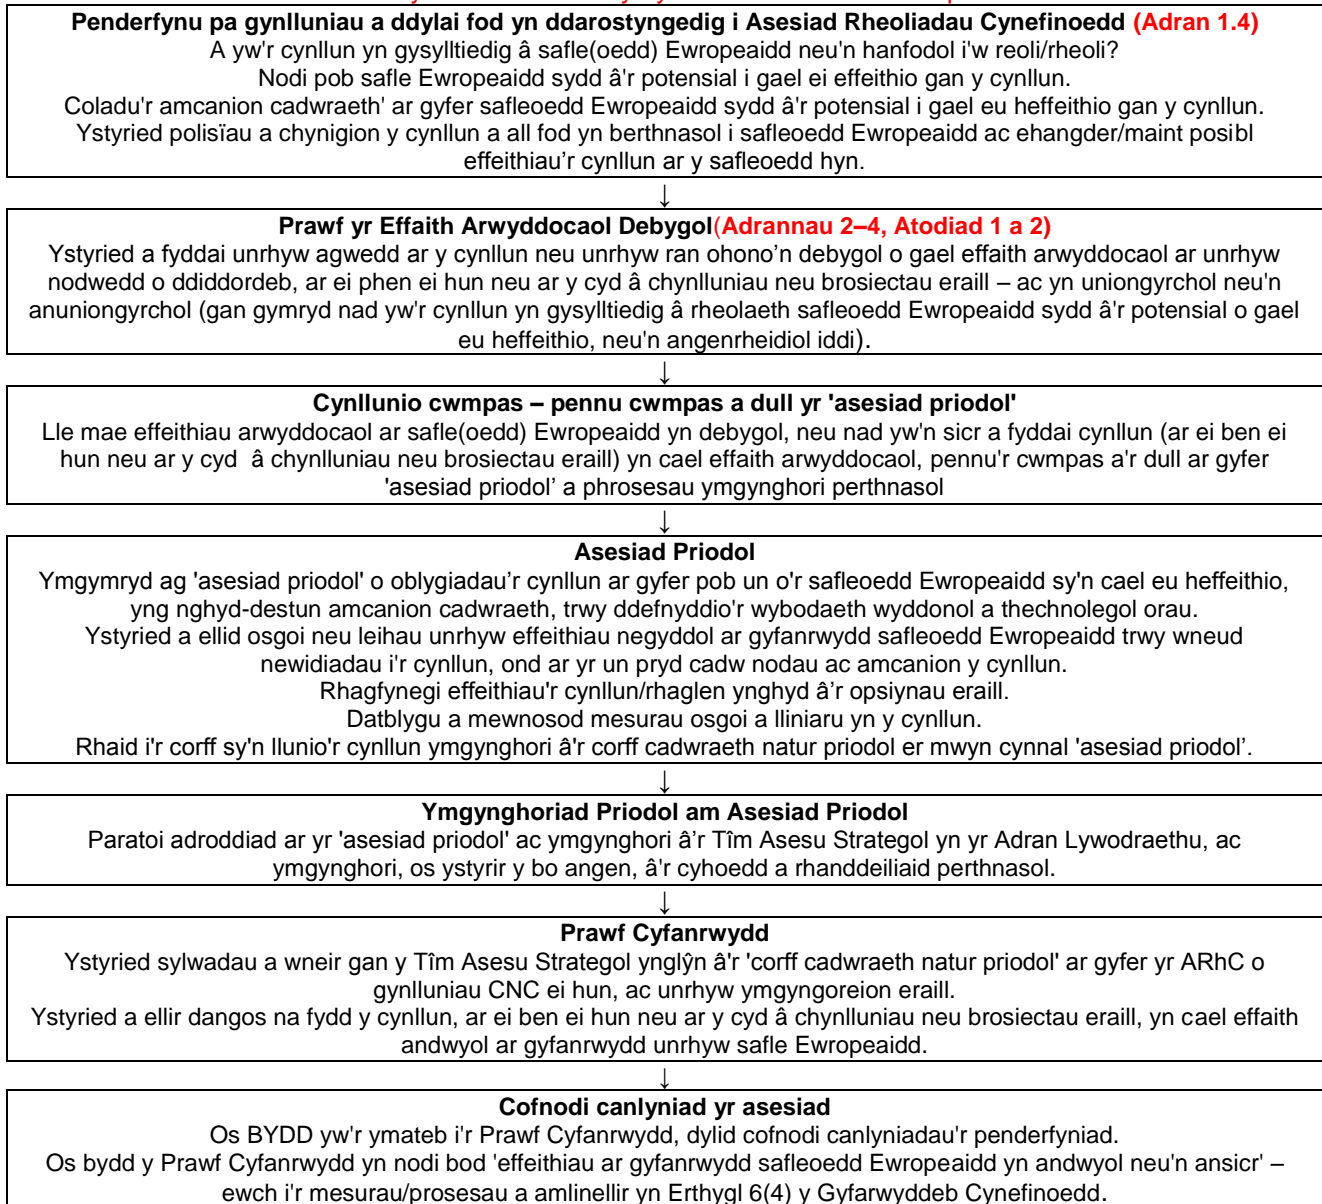 Penderfynu pa gynlluniau a ddylai fod yn ddarostyngedig i Asesiad Rheoliadau Cynefinoedd (Adran 1.4)
A yw'r cynllun yn gysylltiedig â safle(oedd) Ewropeaidd neu'n hanfodol i'w reoli/rheoli?
Nodi pob safle Ewropeaidd sydd â'r potensial i gael ei effeithio gan y cynllun.
Coladu'r amcanion cadwraeth' ar gyfer safleoedd Ewropeaidd sydd â'r potensial i gael eu heffeithio gan y cynllun.
Ystyried polisïau a chynigion y cynllun a all fod yn berthnasol i safleoedd Ewropeaidd ac ehangder/maint posibl
effeithiau’r cynllun ar y safleoedd hyn.
↓
Prawf yr Effaith Arwyddocaol Debygol(Adrannau 2–4, Atodiad 1 a 2)
Ystyried a fyddai unrhyw agwedd ar y cynllun neu unrhyw ran ohono’n debygol o gael effaith arwyddocaol ar unrhyw
nodwedd o ddiddordeb, ar ei phen ei hun neu ar y cyd â chynlluniau neu brosiectau eraill – ac yn uniongyrchol neu'n
anuniongyrchol (gan gymryd nad yw'r cynllun yn gysylltiedig â rheolaeth safleoedd Ewropeaidd sydd â'r potensial o gael
eu heffeithio, neu'n angenrheidiol iddi).
↓
Cynllunio cwmpas – pennu cwmpas a dull yr 'asesiad priodol'
Lle mae effeithiau arwyddocaol ar safle(oedd) Ewropeaidd yn debygol, neu nad yw'n sicr a fyddai cynllun (ar ei ben ei
hun neu ar y cyd â chynlluniau neu brosiectau eraill) yn cael effaith arwyddocaol, pennu'r cwmpas a'r dull ar gyfer
'asesiad priodol’ a phrosesau ymgynghori perthnasol
↓
Asesiad Priodol
Ymgymryd ag 'asesiad priodol' o oblygiadau’r cynllun ar gyfer pob un o'r safleoedd Ewropeaidd sy'n cael eu heffeithio,
yng nghyd-destun amcanion cadwraeth, trwy ddefnyddio'r wybodaeth wyddonol a thechnolegol orau.
Ystyried a ellid osgoi neu leihau unrhyw effeithiau negyddol ar gyfanrwydd safleoedd Ewropeaidd trwy wneud
newidiadau i'r cynllun, ond ar yr un pryd cadw nodau ac amcanion y cynllun.
Rhagfynegi effeithiau'r cynllun/rhaglen ynghyd â’r opsiynau eraill.
Datblygu a mewnosod mesurau osgoi a lliniaru yn y cynllun.
Rhaid i'r corff sy'n llunio'r cynllun ymgynghori â'r corff cadwraeth natur priodol er mwyn cynnal 'asesiad priodol’.
↓
Ymgynghoriad Priodol am Asesiad Priodol
Paratoi adroddiad ar yr 'asesiad priodol' ac ymgynghori â’r Tîm Asesu Strategol yn yr Adran Lywodraethu, ac
ymgynghori, os ystyrir y bo angen, â'r cyhoedd a rhanddeiliaid perthnasol.
↓
Prawf Cyfanrwydd
Ystyried sylwadau a wneir gan y Tîm Asesu Strategol ynglŷn â'r 'corff cadwraeth natur priodol' ar gyfer yr ARhC o
gynlluniau CNC ei hun, ac unrhyw ymgyngoreion eraill.
Ystyried a ellir dangos na fydd y cynllun, ar ei ben ei hun neu ar y cyd â chynlluniau neu brosiectau eraill, yn cael effaith
andwyol ar gyfanrwydd unrhyw safle Ewropeaidd.
↓
Cofnodi canlyniad yr asesiad
Os BYDD yw'r ymateb i'r Prawf Cyfanrwydd, dylid cofnodi canlyniadau'r penderfyniad.
Os bydd y Prawf Cyfanrwydd yn nodi bod 'effeithiau ar gyfanrwydd safleoedd Ewropeaidd yn andwyol neu'n ansicr' –
ewch i'r mesurau/prosesau a amlinellir yn Erthygl 6(4) y Gyfarwyddeb Cynefinoedd.